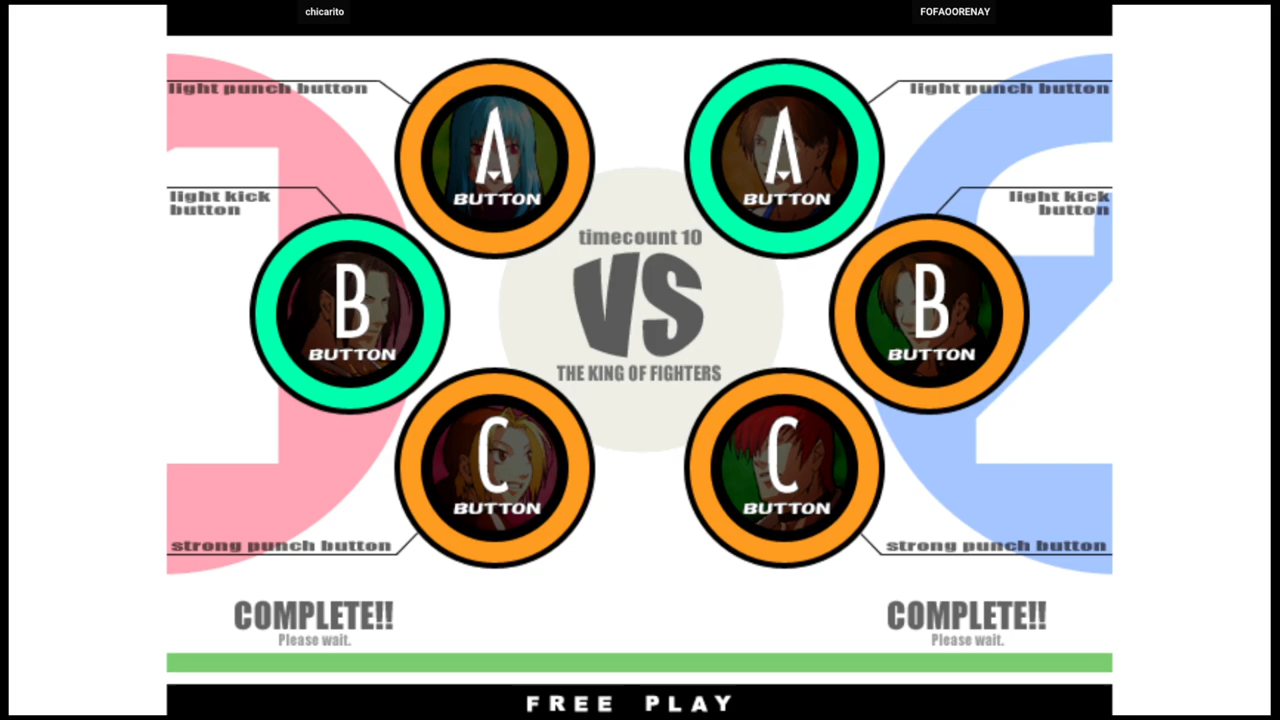 chicarito
FOFAOORENAY
light punch button
light punch button
A
BUTTON
A
BUTTON
light kick
button
light kick
button
timecount 10
VS
THE KING OF FIGHTERS
B
BUTTON
B
BUTTON
C
BUTTON
C
BUTTON
strong punch button
strong punch button
COMPLETE!!
Please wait.
COMPLETE!!
Please wait.
FREE PLAY